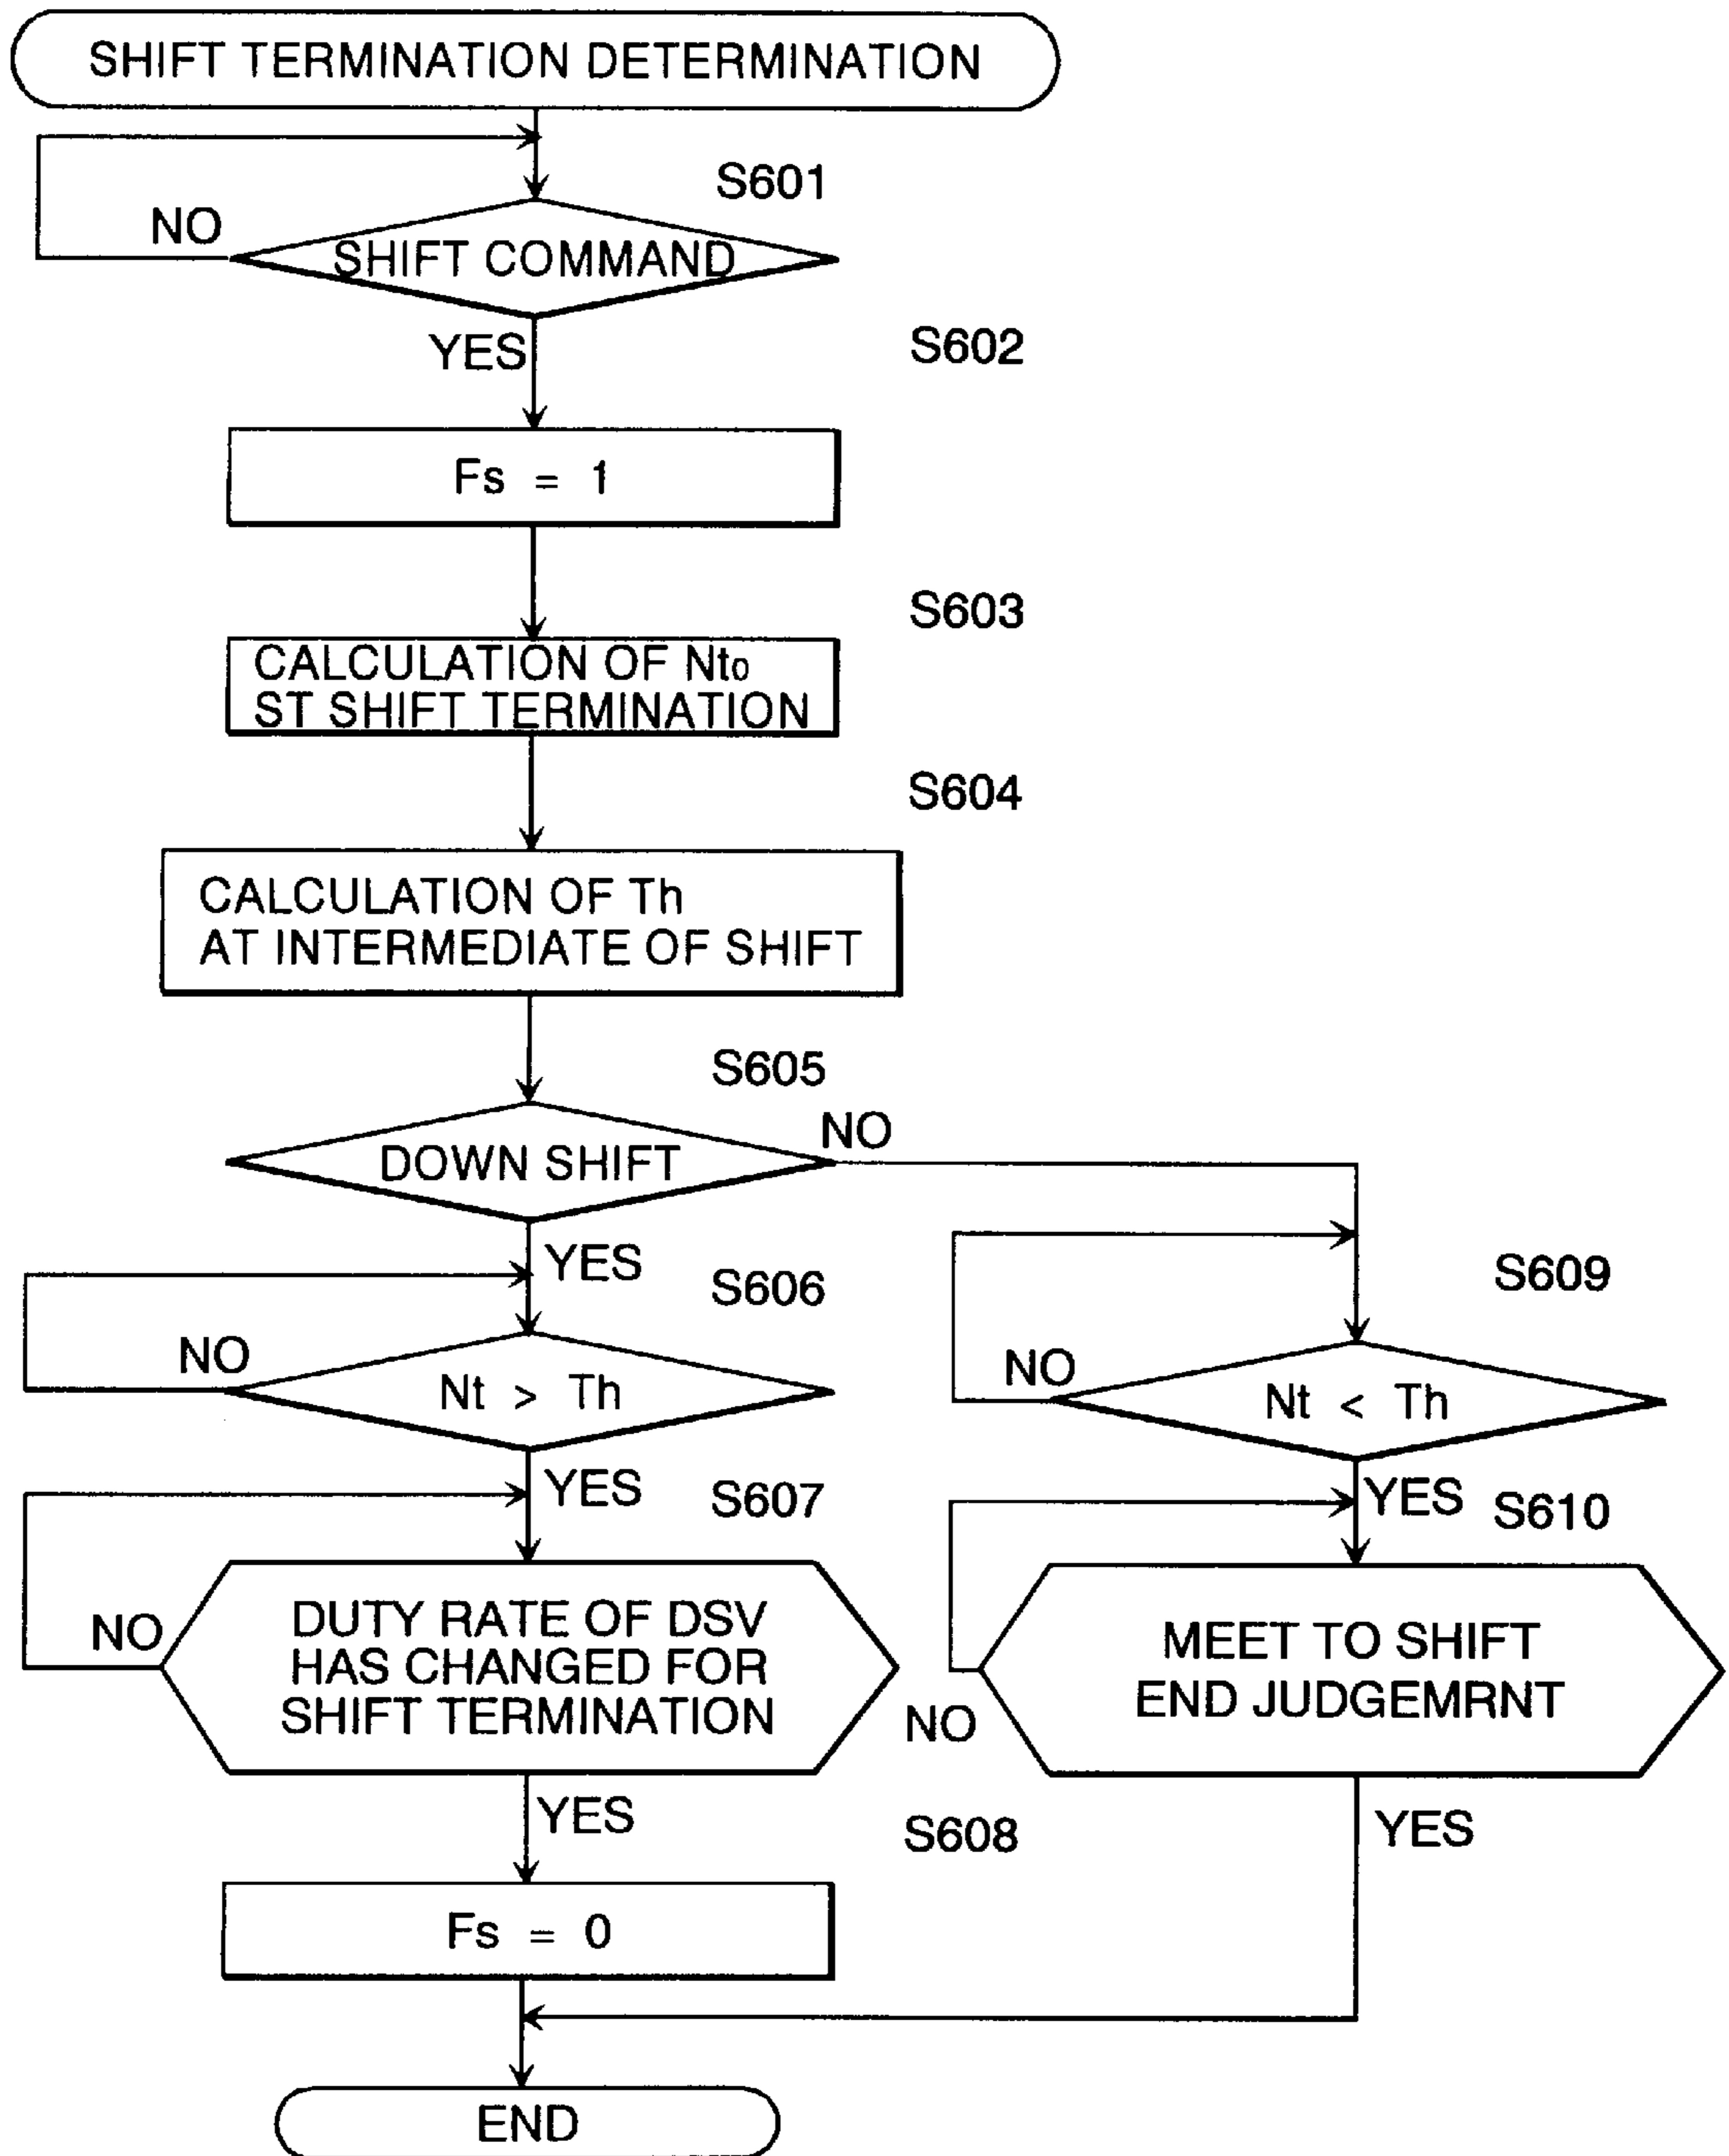 SHIFT TERMINATION DETERMINATION
S601
NO
SHIFT COMMAND
YES
S602
Fs = 1
S603
CALCULATION OF Nt0
ST SHIFT TERMINATION
S604
CALCULATION OF Th
AT INTERMEDIATE OF SHIFT
S605
NO
DOWN SHIFT
YES
S606
NO
Nt > Th
YES
S607
NO
DUTY RATE OF DSV
HAS CHANGED FOR
SHIFT TERMINATION
YES
S608
Fs = 0
S609
NO
Nt < Th
YES
S610
MEET TO SHIFT
END JUDGEMRNT
NO
YES
END